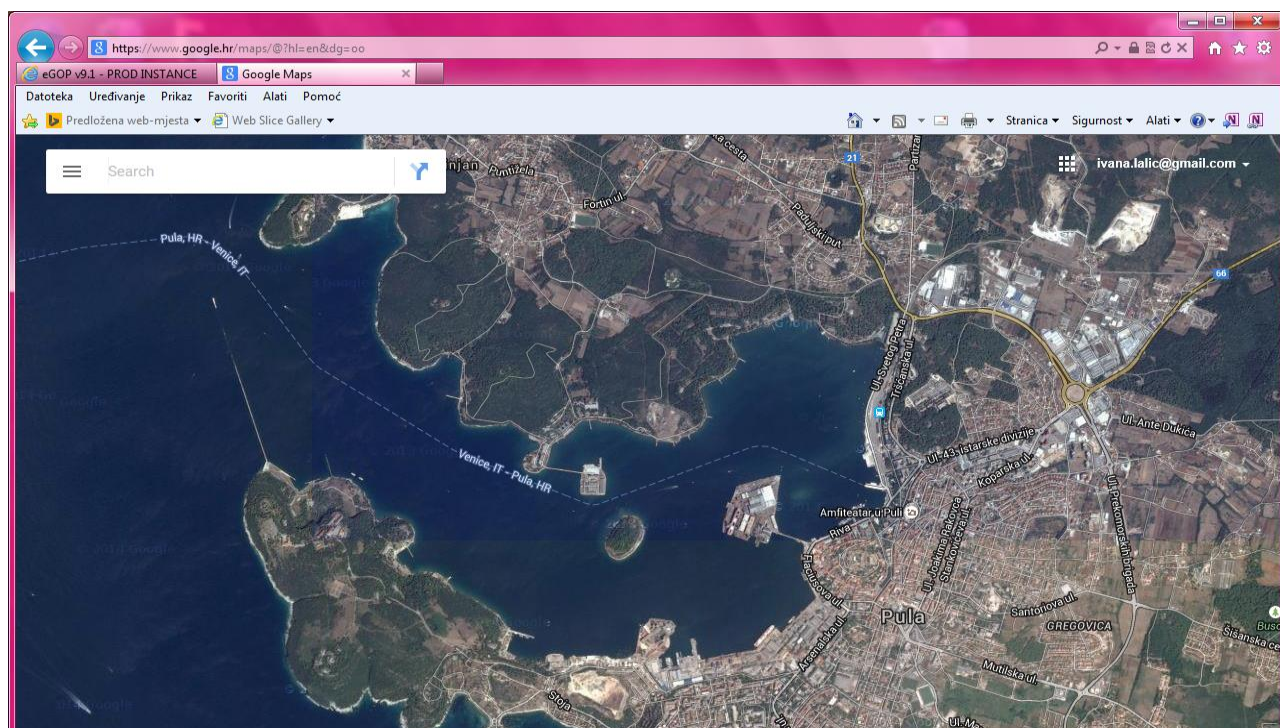 https://www.google.hr/maps/@?hl=en&dg=oo
eGOP v9.1 - PROD INSTANCE
Google Maps
Datoteka Uređivanje Prikaz Favoriti Alati Pomoć
Predložena web-mjesta Web Slice Gallery
Stranica Sigurnost Alati
Search
ivana.lalic@gmail.com
njan
Puntižela
cesta
Partizan
21
Fortin ul.
Paduljski put
Pula, HR - Venice, IT
66
Ul. Svetog Petra
Tršćanska ul.
Ul. Ante Dukića
Ul. 43. Istarske divizije
Koparska ul.
Venice, IT - Pula, HR
Ul. Prekomorskih brigada
Amfiteatar u Puli
Riva
Ul. Joakima Rakovca
Stankovićeva ul.
Flaciusova ul.
Santoriova ul.
Pula
GREGOVICA
Šišanska ce
Arsenalska ul.
Mutilska ul.
Stoja